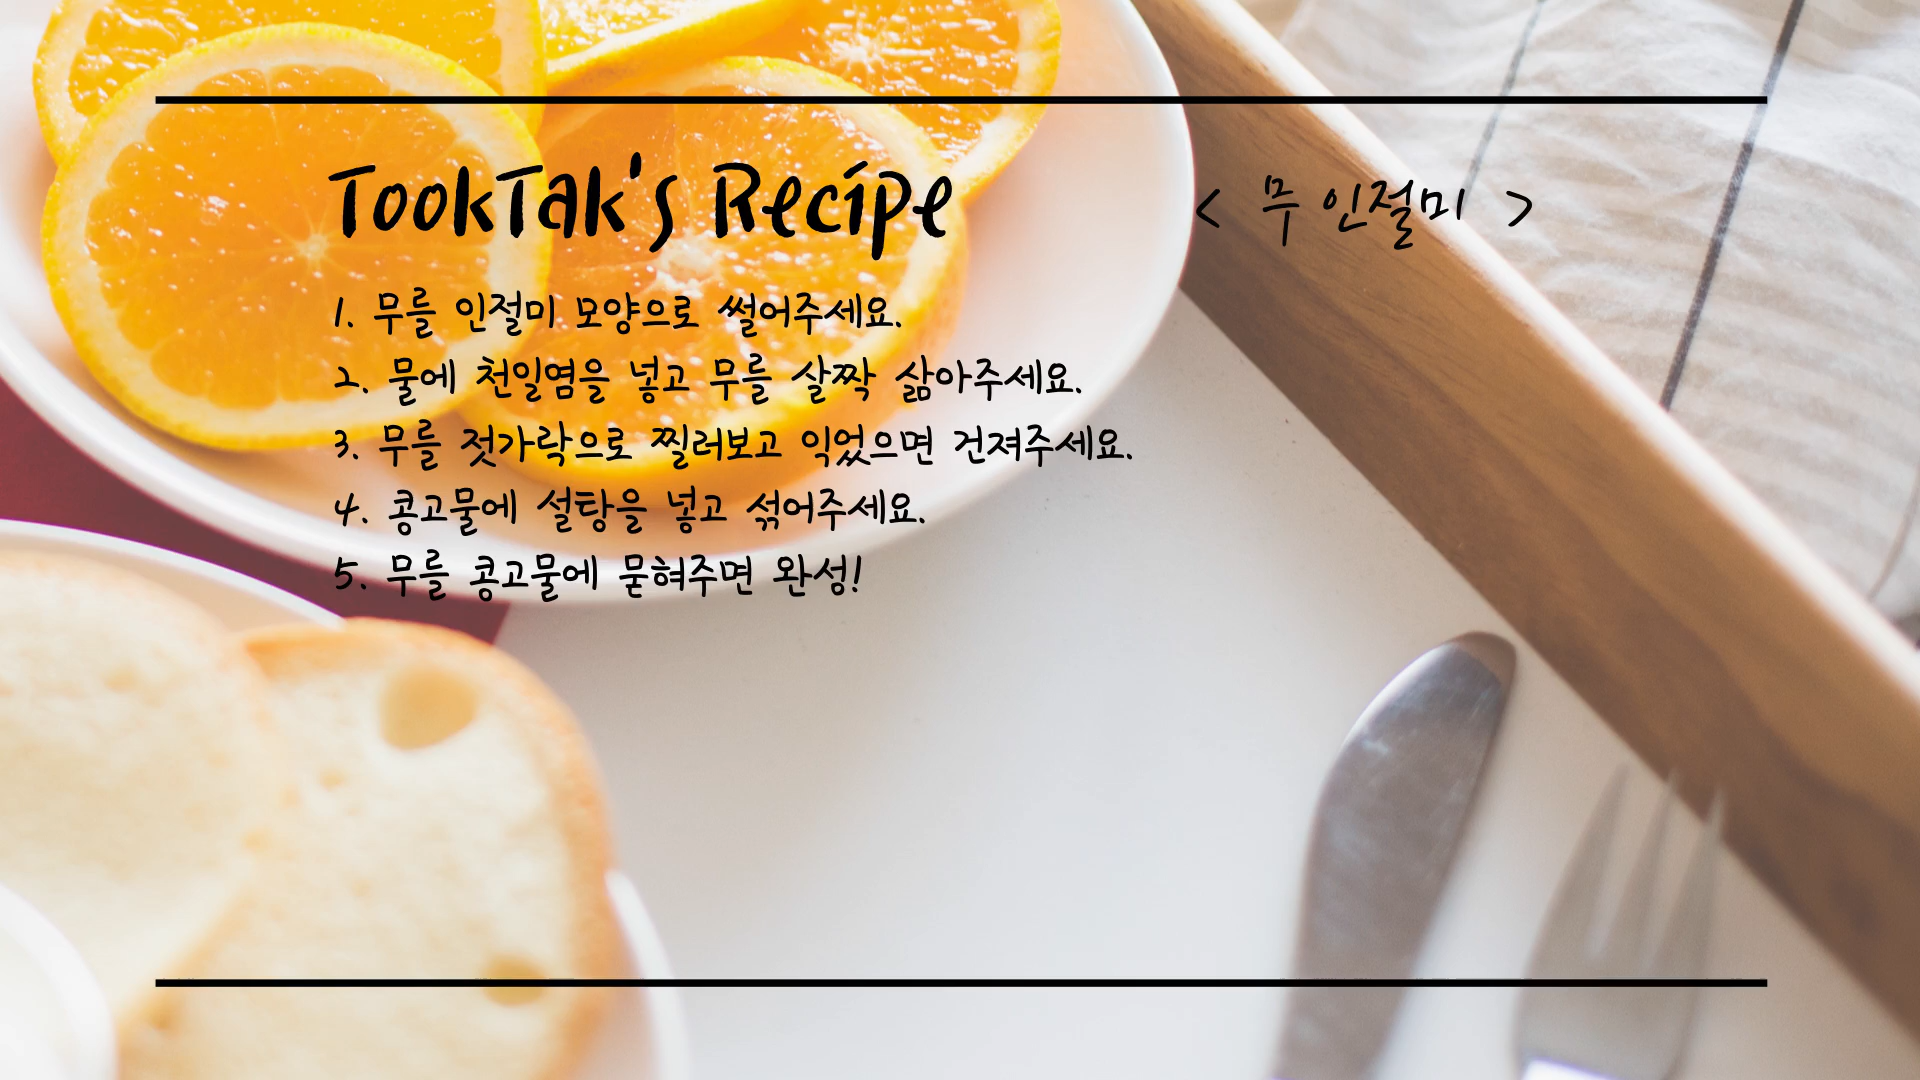 TookTak's Recipe < 무 인절미 >
1. 무를 인절미 모양으로 썰어주세요.
2. 물에 천일염을 넣고 무를 살짝 삶아주세요.
3. 무를 젓가락으로 찔러보고 익었으면 건져주세요.
4. 콩고물에 설탕을 넣고 섞어주세요.
5. 무를 콩고물에 묻혀주면 완성!